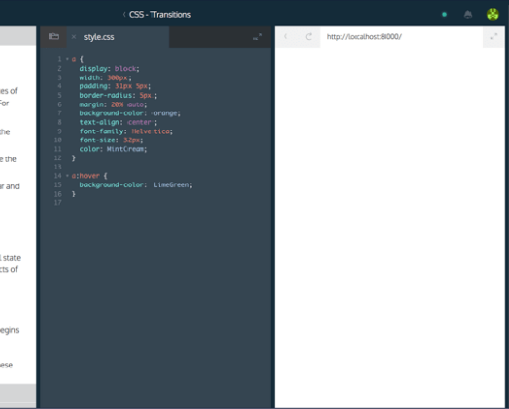 CSS - Transitions
style.css
http://localhost:8000/
es of
For
the
e the
ur and
l state
cts of
egins
ese
1 a {
2 display: block;
3 width: 300px;
4 padding: 31px 5px;
5 border-radius: 5px;
6 margin: 20% auto;
7 background-color: orange;
8 text-align: center;
9 font-family: Helvetica;
10 font-size: 32px;
11 color: MintCream;
12 }
13
14 a:hover {
15 background-color: LimeGreen;
16 }
17